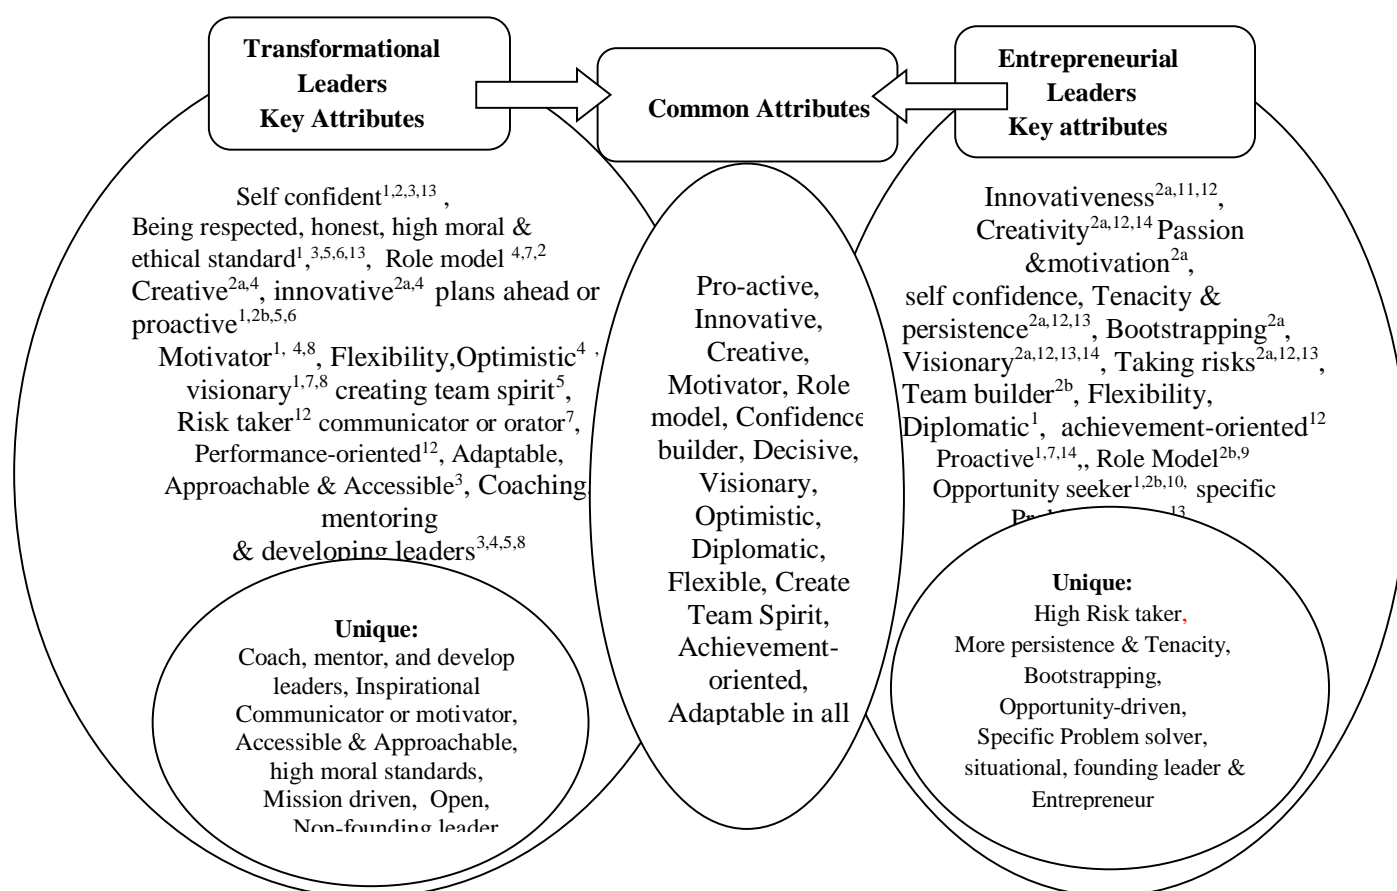 Transformational
Leaders
Key Attributes
Common Attributes
Entrepreneurial
Leaders
Key attributes
Self confident1,2,3,13 ,
Being respected, honest, high moral &
ethical standard1,3,5,6,13, Role model 4,7,2
Creative2a,4, innovative2a,4 plans ahead or
proactive1,2b,5,6
Motivator1, 4,8, Flexibility,Optimistic4 ,
visionary1,7,8 creating team spirit5,
Risk taker12 communicator or orator7,
Performance-oriented12, Adaptable,
Approachable & Accessible3, Coaching,
mentoring
& developing leaders3,4,5,8
Unique:
Coach, mentor, and develop
leaders, Inspirational
Communicator or motivator,
Accessible & Approachable,
high moral standards,
Mission driven, Open,
Non-founding leader
Pro-active,
Innovative,
Creative,
Motivator, Role
model, Confidence
builder, Decisive,
Visionary,
Optimistic,
Diplomatic,
Flexible, Create
Team Spirit,
Achievement-
oriented,
Adaptable in all
Innovativeness2a,11,12,
Creativity2a,12,14 Passion
&motivation2a,
self confidence, Tenacity &
persistence2a,12,13, Bootstrapping2a,
Visionary2a,12,13,14, Taking risks2a,12,13,
Team builder2b, Flexibility,
Diplomatic1, achievement-oriented12
Proactive1,7,14,, Role Model2b,9
Opportunity seeker1,2b,10, specific
13
Unique:
High Risk taker,
More persistence & Tenacity,
Bootstrapping,
Opportunity-driven,
Specific Problem solver,
situational, founding leader &
Entrepreneur